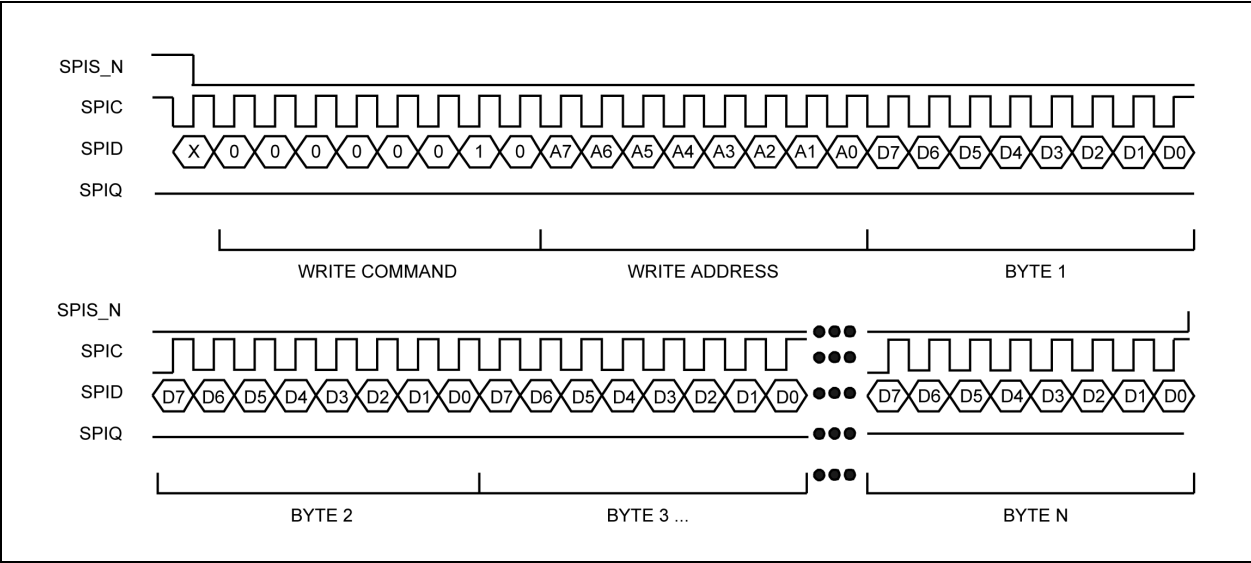 SPIS_N
SPIC
SPID X 0 0 0 0 0 0 1 0 A7 A6 A5 A4 A3 A2 A1 A0 D7 D6 D5 D4 D3 D2 D1 D0
SPIQ
WRITE COMMAND WRITE ADDRESS BYTE 1
SPIS_N
SPIC
SPID D7 D6 D5 D4 D3 D2 D1 D0 D7 D6 D5 D4 D3 D2 D1 D0 D7 D6 D5 D4 D3 D2 D1 D0
SPIQ
BYTE 2 BYTE 3 ... BYTE N